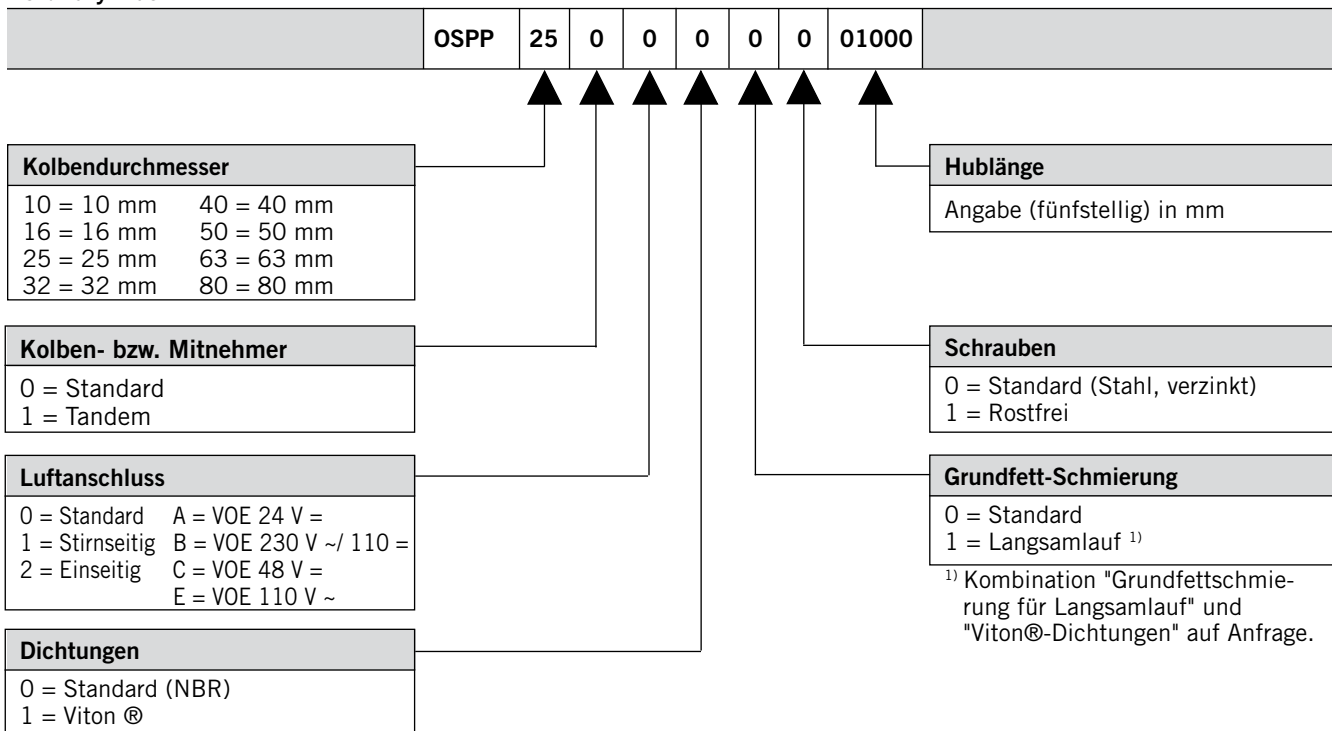 OSPP 25 0 0 0 0 0 01000
Kolbendurchmesser
10 = 10 mm 40 = 40 mm
16 = 16 mm 50 = 50 mm
25 = 25 mm 63 = 63 mm
32 = 32 mm 80 = 80 mm
Kolben- bzw. Mitnehmer
0 = Standard
1 = Tandem
Luftanschluss
0 = Standard A = VOE 24 V =
1 = Stirnseitig B = VOE 230 V ~/ 110 =
2 = Einseitig C = VOE 48 V =
E = VOE 110 V ~
Dichtungen
0 = Standard (NBR)
1 = Viton ®
Hublänge
Angabe (fünfstellig) in mm
Schrauben
0 = Standard (Stahl, verzinkt)
1 = Rostfrei
Grundfett-Schmierung
0 = Standard
1 = Langsamlauf 1)
1) Kombination "Grundfettschmie-
rung für Langsamlauf" und
"Viton®-Dichtungen" auf Anfrage.